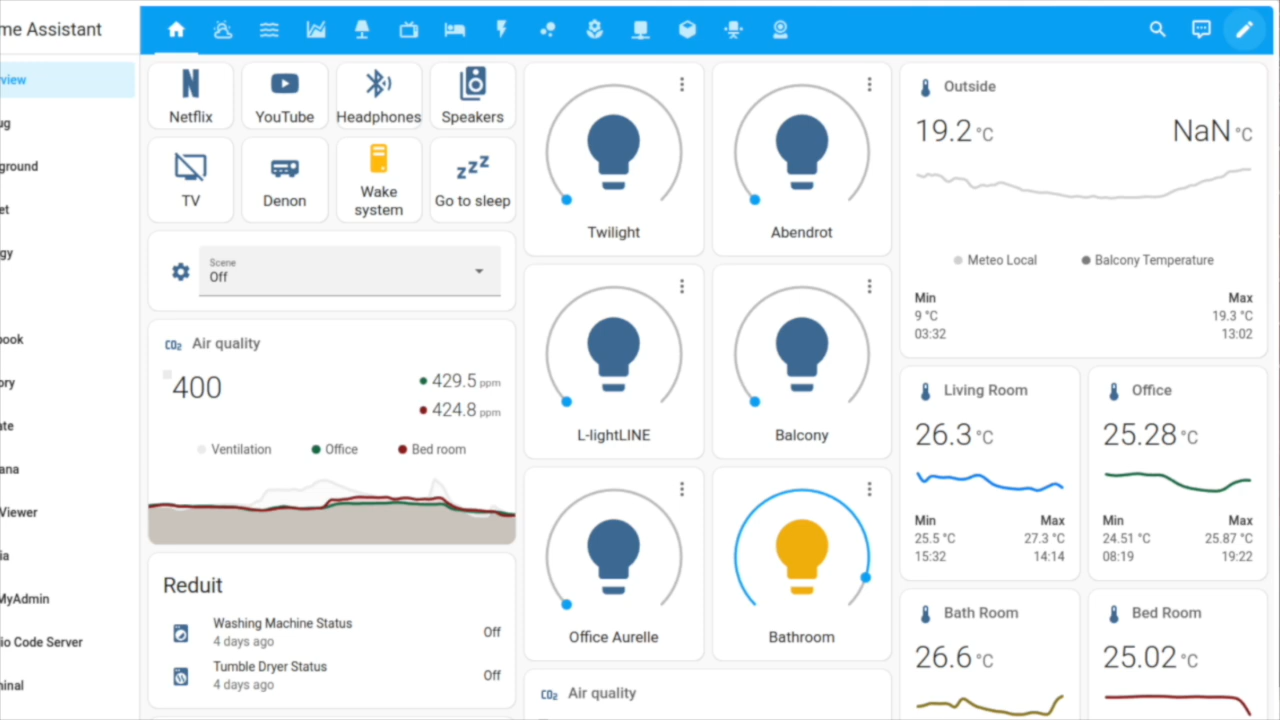 me Assistant
rview
ug
ground
et
gy
ook
ory
ate
ana
Viewer
ia
MyAdmin
io Code Server
ninal
Netflix
YouTube
Headphones
Speakers
TV
Denon
Wake
system
Go to sleep
Scene
Off
CO2 Air quality
400
429.5 ppm
424.8 ppm
Ventilation
Office
Bed room
Reduit
Washing Machine Status
4 days ago
Off
Tumble Dryer Status
4 days ago
Off
Twilight
Abendrot
L-lightLINE
Balcony
Office Aurelle
Bathroom
CO2 Air quality
Outside
19.2 °C
NaN °C
Meteo Local
Balcony Temperature
Min
Max
9 °C
19.3 °C
03:32
13:02
Living Room
26.3 °C
Min
Max
25.5 °C
27.3 °C
15:32
14:14
Office
25.28 °C
Min
Max
24.51 °C
25.87 °C
08:19
19:22
Bath Room
26.6 °C
Bed Room
25.02 °C